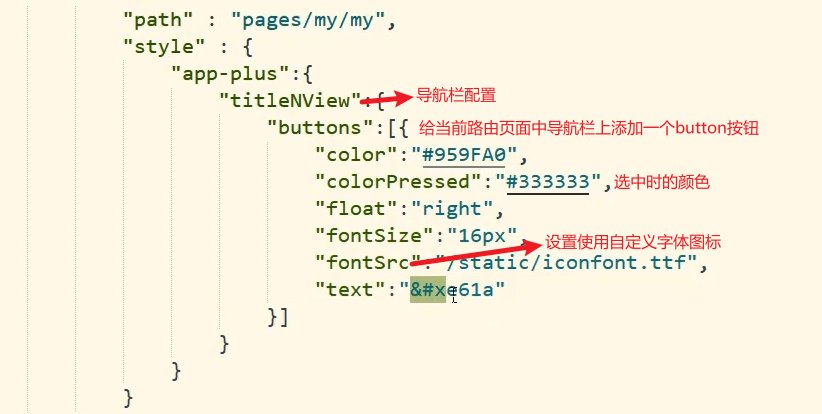 "path" : "pages/my/my",
"style" : {
"app-plus":{
"titleNView":{ 导航栏配置
"buttons":[{ 给当前路由页面中导航栏上添加一个button按钮
"color":"#959FA0",
"colorPressed":"#333333",选中时的颜色
"float":"right",
"fontSize":"16px",
设置使用自定义字体图标
"fontSrc":"/static/iconfont.ttf",
"text":"&#xe61a"
}]
}
}
}